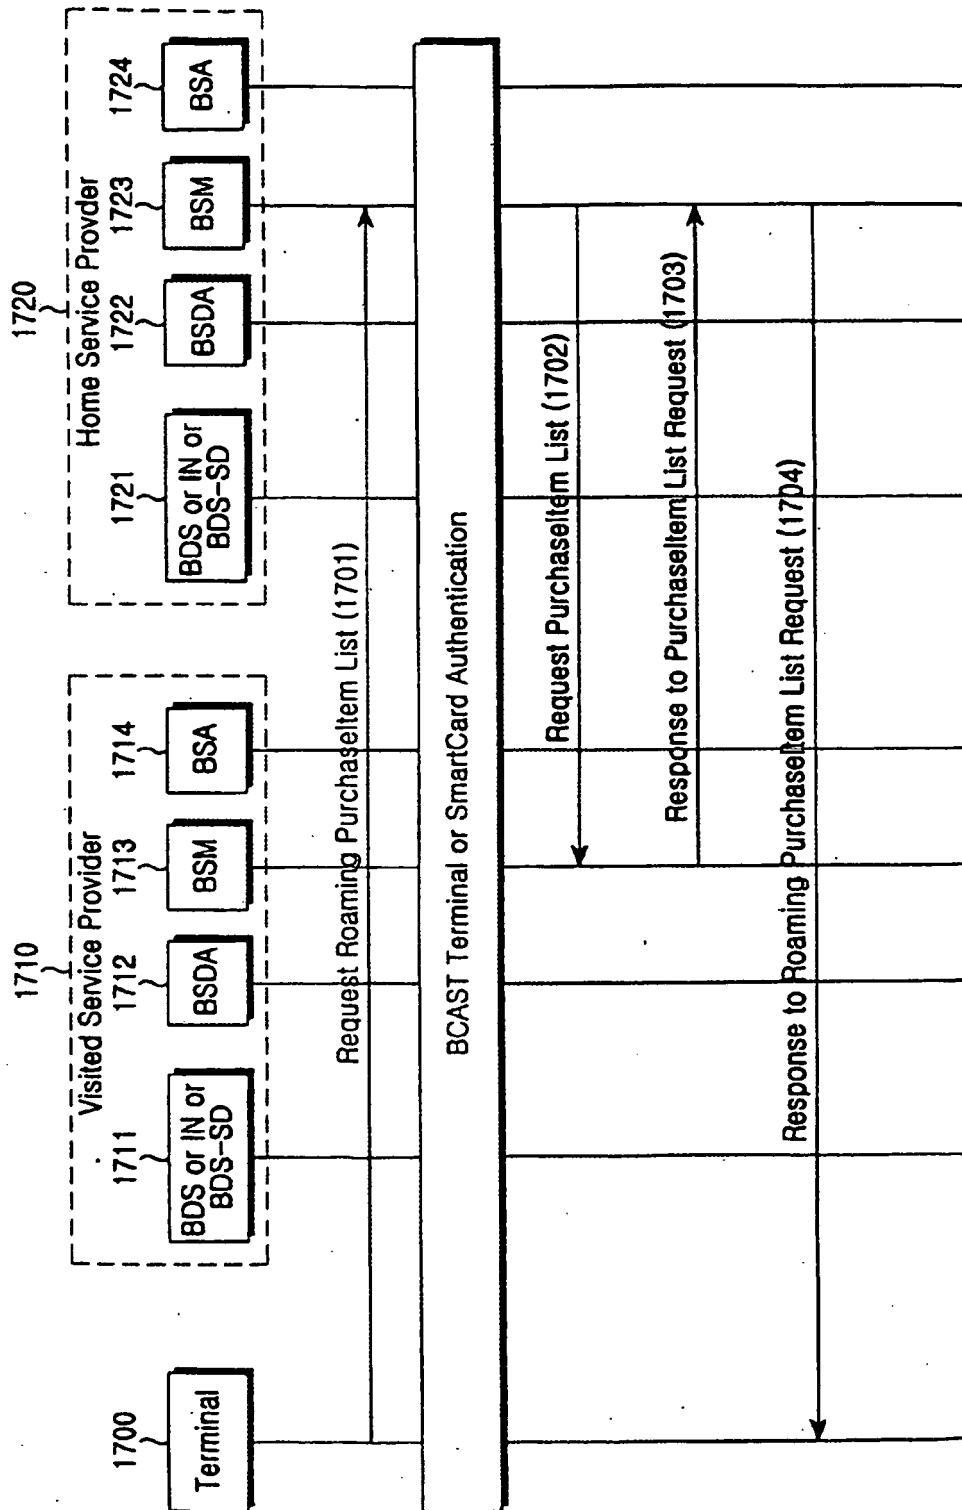 1710
1720
Visited Service Provider
Home Service Provder
1700
1711
1712
1713
1714
1721
1722
1723
1724
Terminal
BDS or IN or
BDS-SD
BSDA
BSM
BSA
BDS or IN or
BDS-SD
BSDA
BSM
BSA
Request Roaming PurchaseItem List (1701)
BCAST Terminal or SmartCard Authentication
Request PurchaseItem List (1702)
Response to PurchaseItem List Request (1703)
Response to Roaming PurchaseItem List Request (1704)